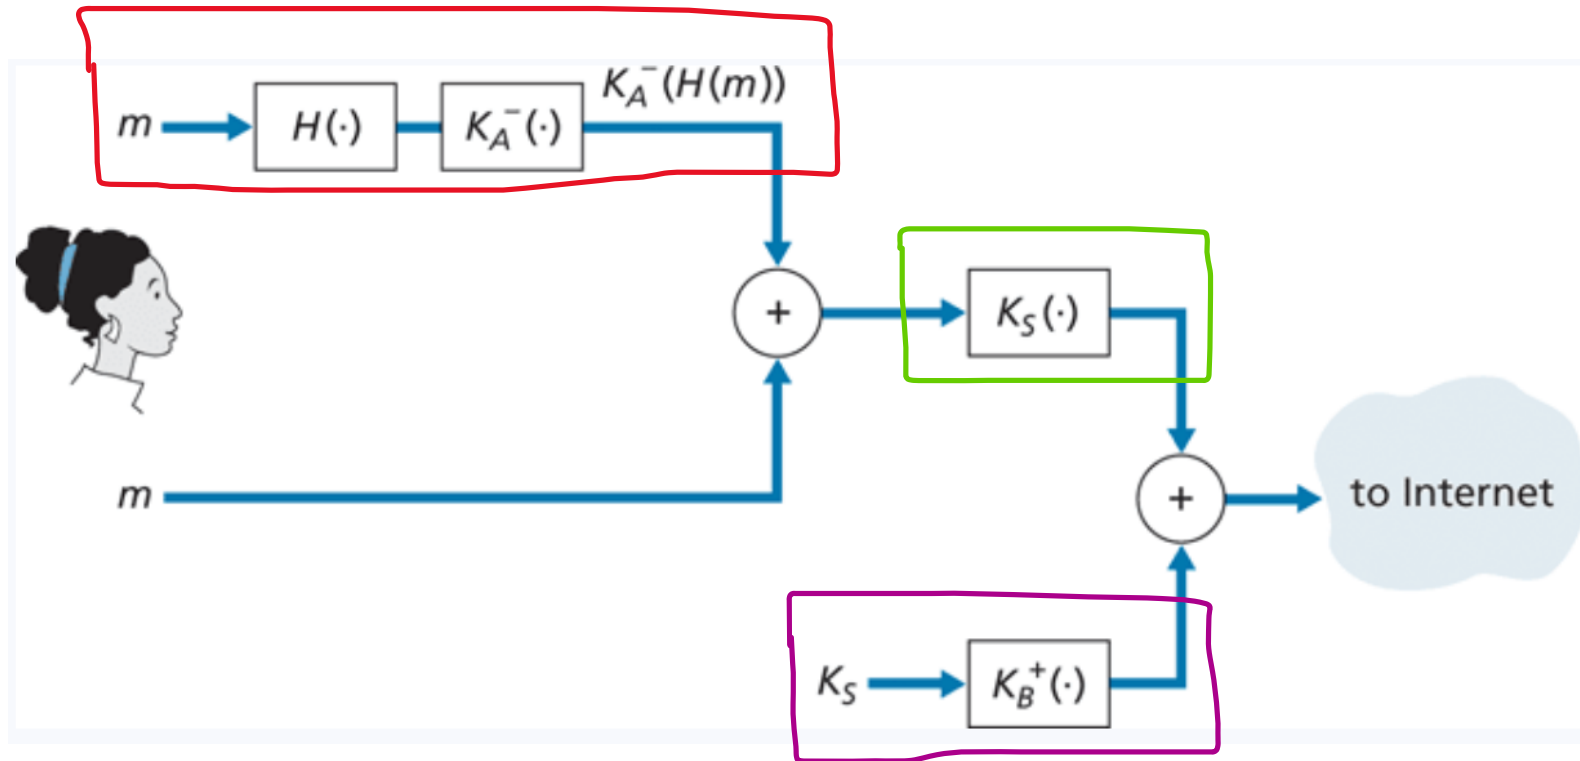 K_A^-(H(m))
m H(·) K_A^-(·)
+ K_S(·)
m + to Internet
K_S K_B^+(·)